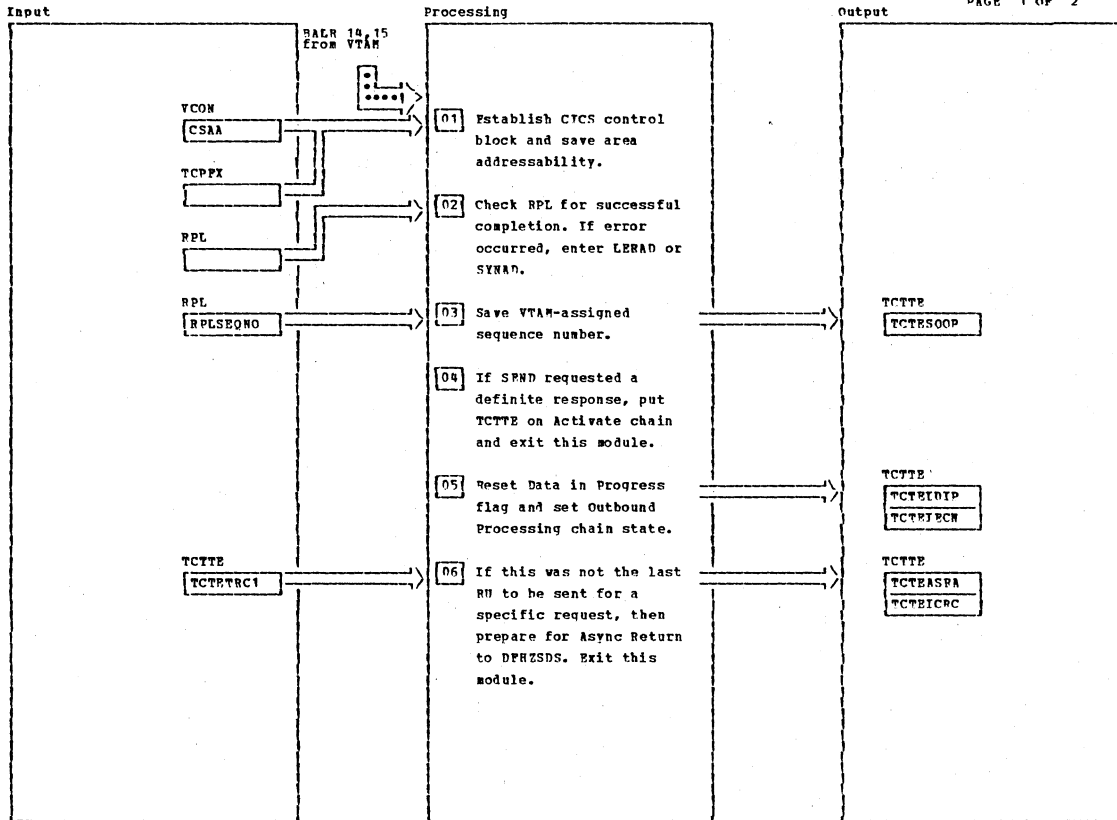 PAGE 1 OF 2
Input
Processing
Output
BALR 14,15
from VTAM
VCON
CSAA
TCPFX
RPL
RPL
RPLSEQNO
TCTTE
TCTETRC1
01 Establish CICS control
block and save area
addressability.
02 Check RPL for successful
completion. If error
occurred, enter LERAD or
SYNAD.
03 Save VTAM-assigned
sequence number.
04 If SEND requested a
definite response, put
TCTTE on Activate chain
and exit this module.
05 Reset Data in Progress
flag and set Outbound
Processing chain state.
06 If this was not the last
RU to be sent for a
specific request, then
prepare for Async Return
to DFHZSDS. Exit this
module.
TCTTE
TCTESOOP
TCTTE
TCTEIDIP
TCTEIECN
TCTTE
TCTEASPA
TCTEICRC